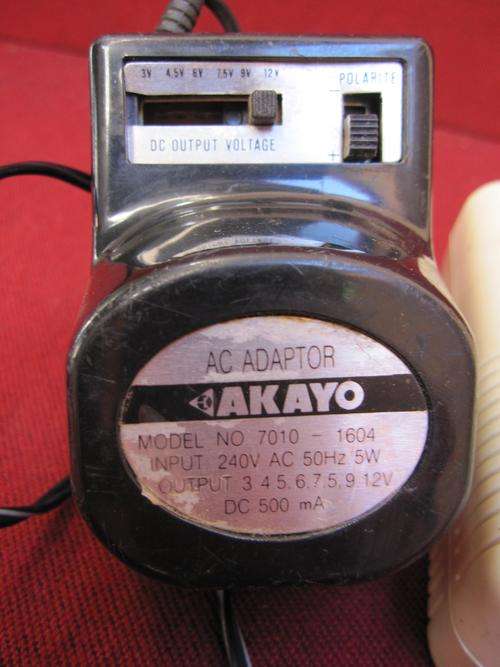 3V 4,5V 6V 7,5V 9V 12V
POLARITE
−
+
DC OUTPUT VOLTAGE
AC ADAPTOR
AKAYO
MODEL NO 7010 - 1604
INPUT 240V AC 50Hz 5W
OUTPUT 3 4 5. 6. 7,5, 9 12V
DC 500 mA